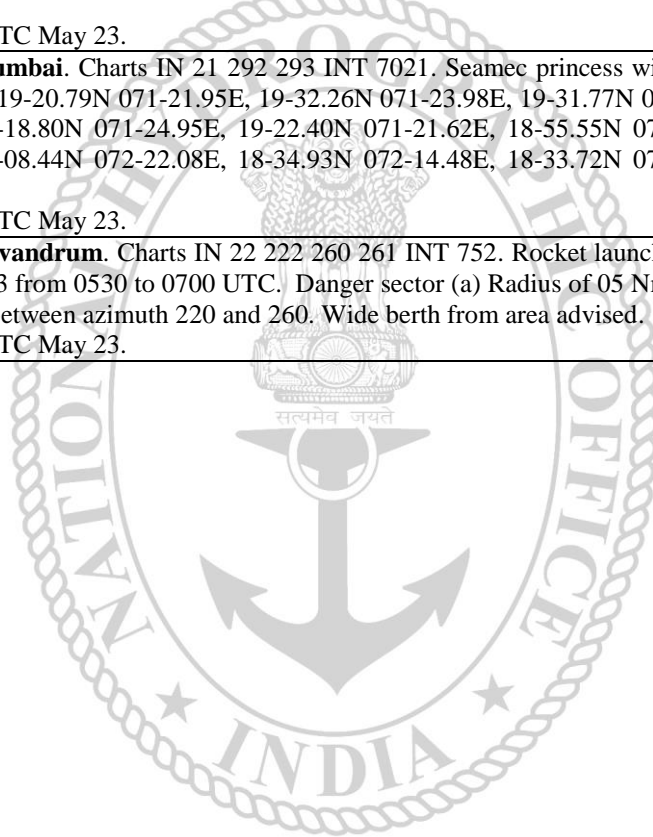 TC May 23.
umbai. Charts IN 21 292 293 INT 7021. Seamec princess wi
19-20.79N 071-21.95E, 19-32.26N 071-23.98E, 19-31.77N 0
-18.80N 071-24.95E, 19-22.40N 071-21.62E, 18-55.55N 07
-08.44N 072-22.08E, 18-34.93N 072-14.48E, 18-33.72N 07
TC May 23.
vandrum. Charts IN 22 222 260 261 INT 752. Rocket launch
3 from 0530 to 0700 UTC. Danger sector (a) Radius of 05 N
etween azimuth 220 and 260. Wide berth from area advised.
TC May 23.
NATIONAL HYDROGRAPHIC OFFICE
सत्यमेव जयते
INDIA